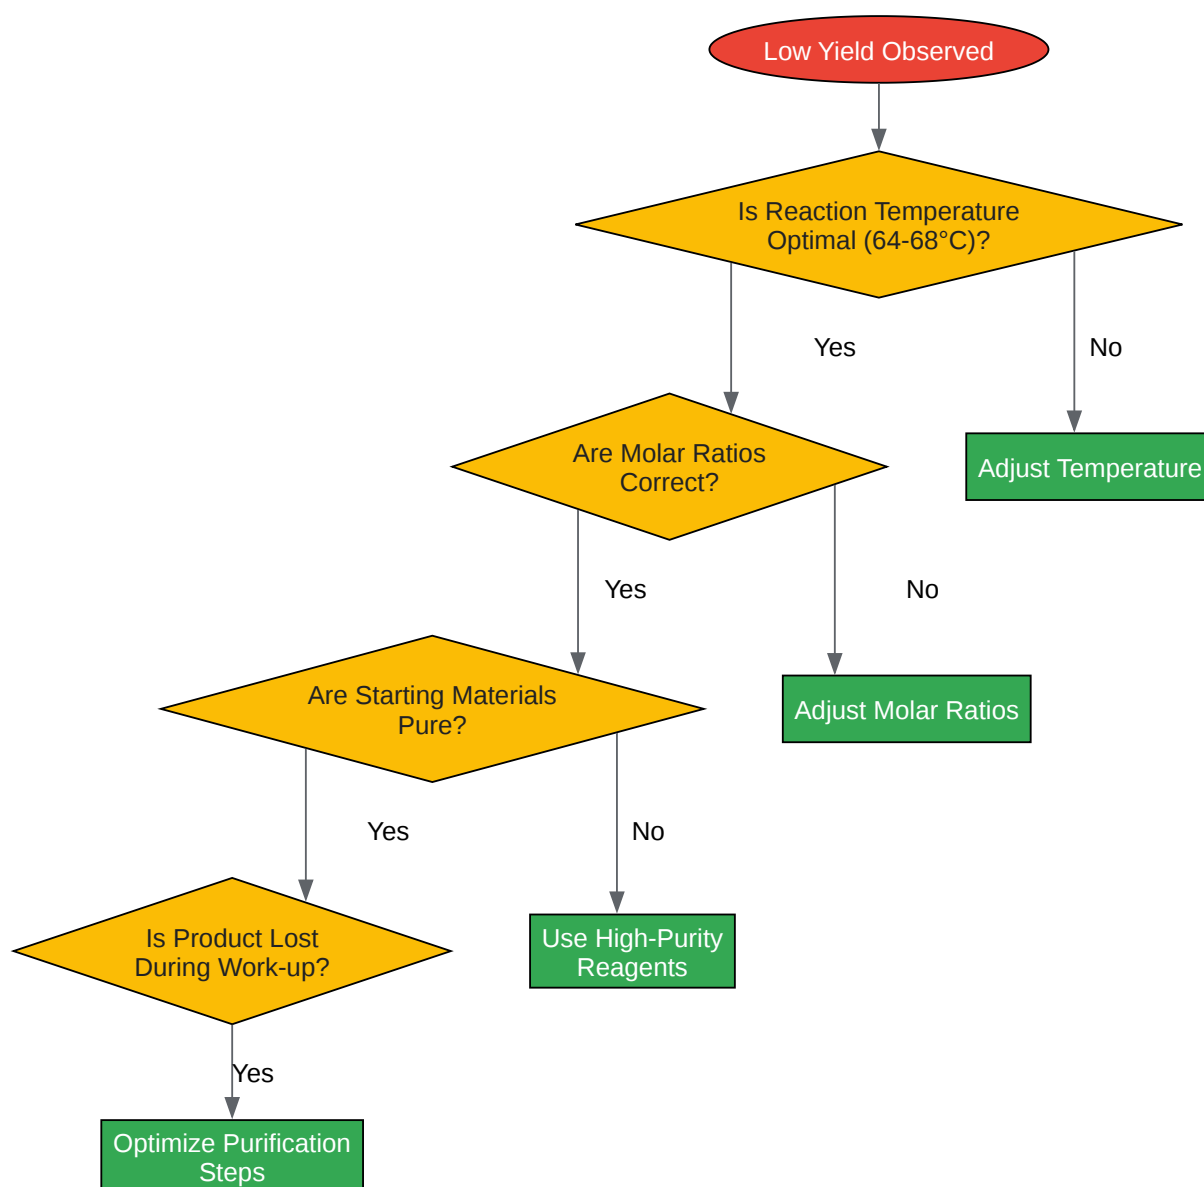 Low Yield Observed
Is Reaction Temperature
Optimal (64-68°C)?
Yes
No
Are Molar Ratios
Correct?
Adjust Temperature
Yes
No
Are Starting Materials
Pure?
Adjust Molar Ratios
Yes
No
Is Product Lost
During Work-up?
Use High-Purity
Reagents
Yes
Optimize Purification
Steps